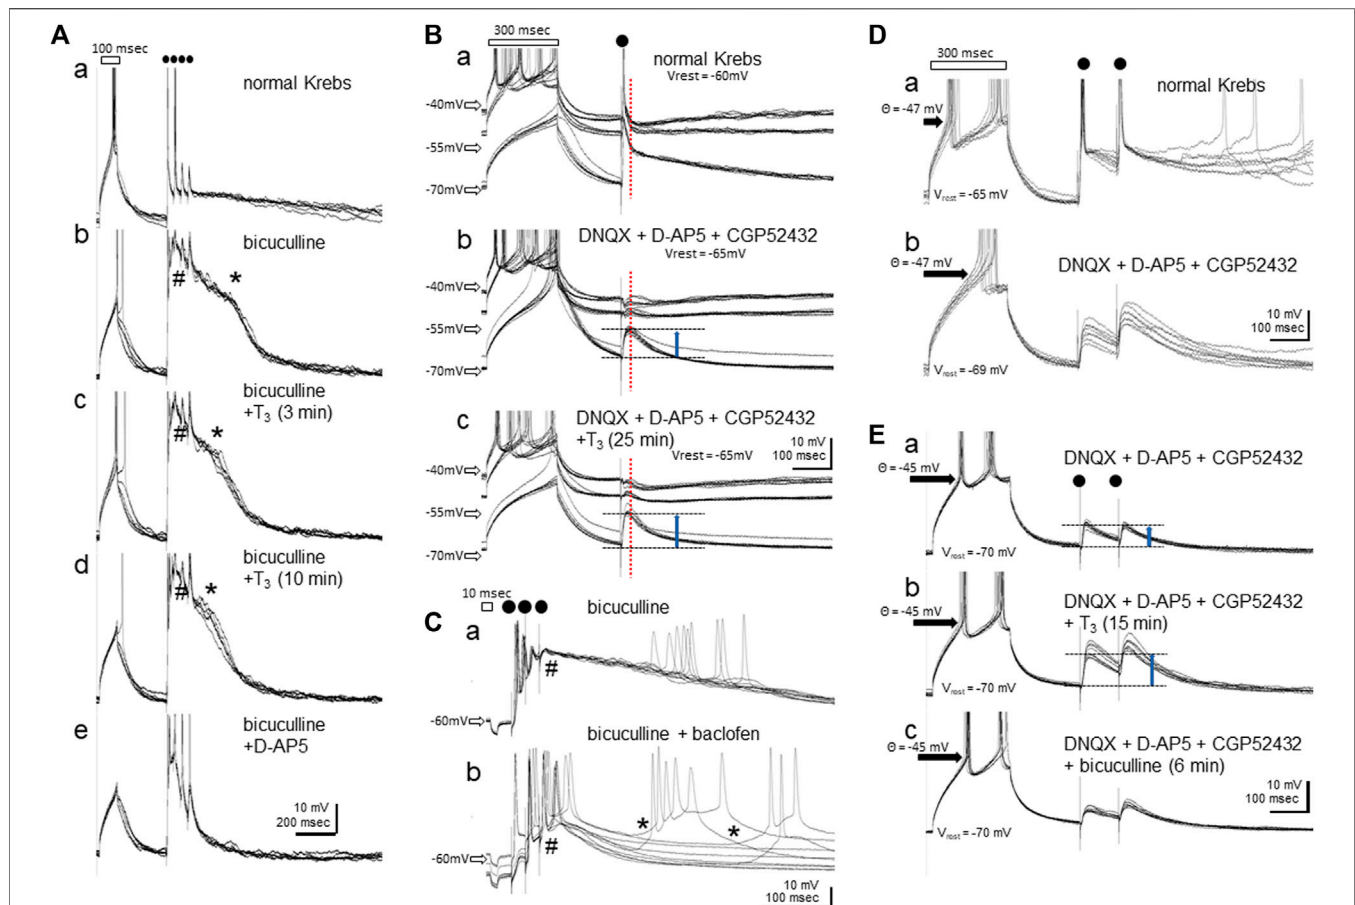 A
100 msec
a
normal Krebs
b
bicuculline
#
*
c
bicuculline
+T3 (3 min)
#
*
d
bicuculline
+T3 (10 min)
#
*
e
bicuculline
+D-AP5
10 mV
200 msec
B
300 msec
a
normal Krebs
Vrest = -60mV
-40mV
-55mV
-70mV
b
DNQX + D-AP5 + CGP52432
Vrest = -65mV
-40mV
-55mV
-70mV
c
DNQX + D-AP5 + CGP52432
+T3 (25 min)
Vrest = -65mV
10 mV
100 msec
-40mV
-55mV
-70mV
C
10 msec
a
bicuculline
#
-60mV
b
bicuculline + baclofen
*
*
#
-60mV
10 mV
100 msec
D
300 msec
a
normal Krebs
Θ = -47 mV
Vrest = -65 mV
b
DNQX + D-AP5 + CGP52432
Θ = -47 mV
10 mV
100 msec
Vrest = -69 mV
E
a
DNQX + D-AP5 + CGP52432
Θ = -45 mV
Vrest = -70 mV
b
DNQX + D-AP5 + CGP52432
+ T3 (15 min)
Θ = -45 mV
Vrest = -70 mV
c
DNQX + D-AP5 + CGP52432
+ bicuculline (6 min)
Θ = -45 mV
10 mV
100 msec
Vrest = -70 mV